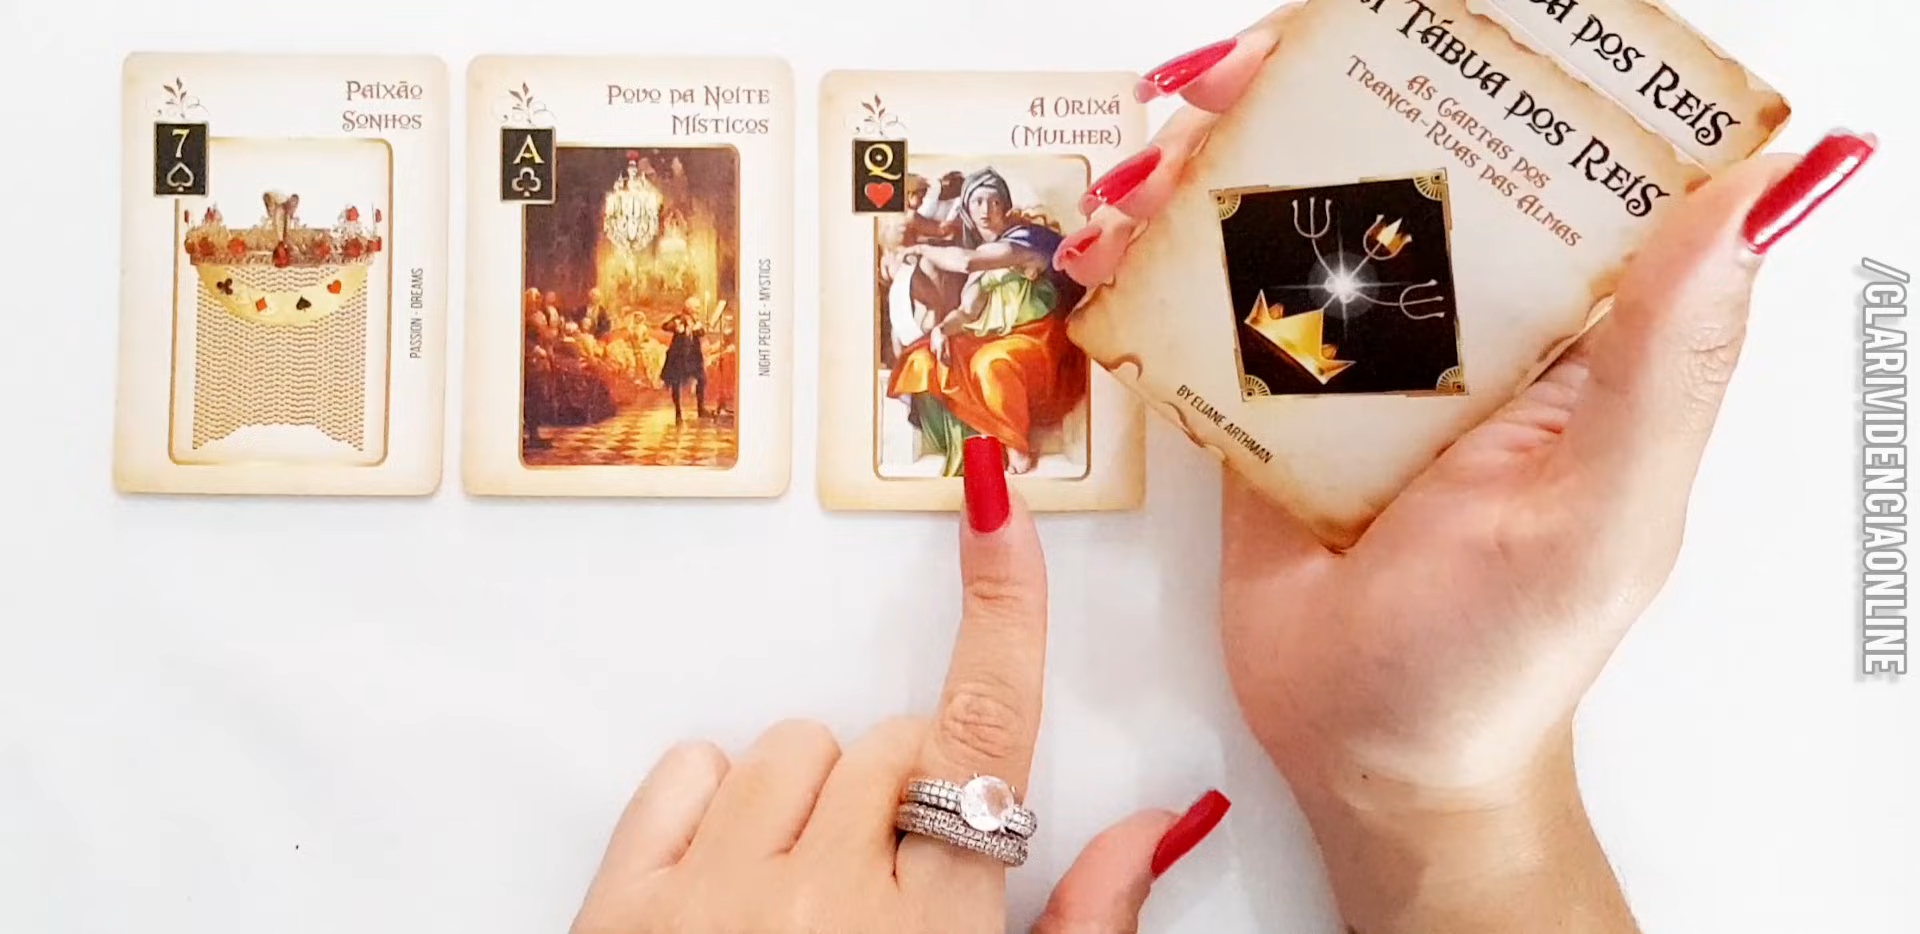 7
Paixão
Sonhos
PASSION - DREAMS
A
Povo da Noite
Místicos
NIGHT PEOPLE - MYSTICS
Q
A Orixá
(Mulher)
dos Reis
Tábua dos Reis
As Cartas dos
Tranca-Ruas das Almas
BY ELIANE ARTHMAN
/CLARIVIDENCIAONLINE